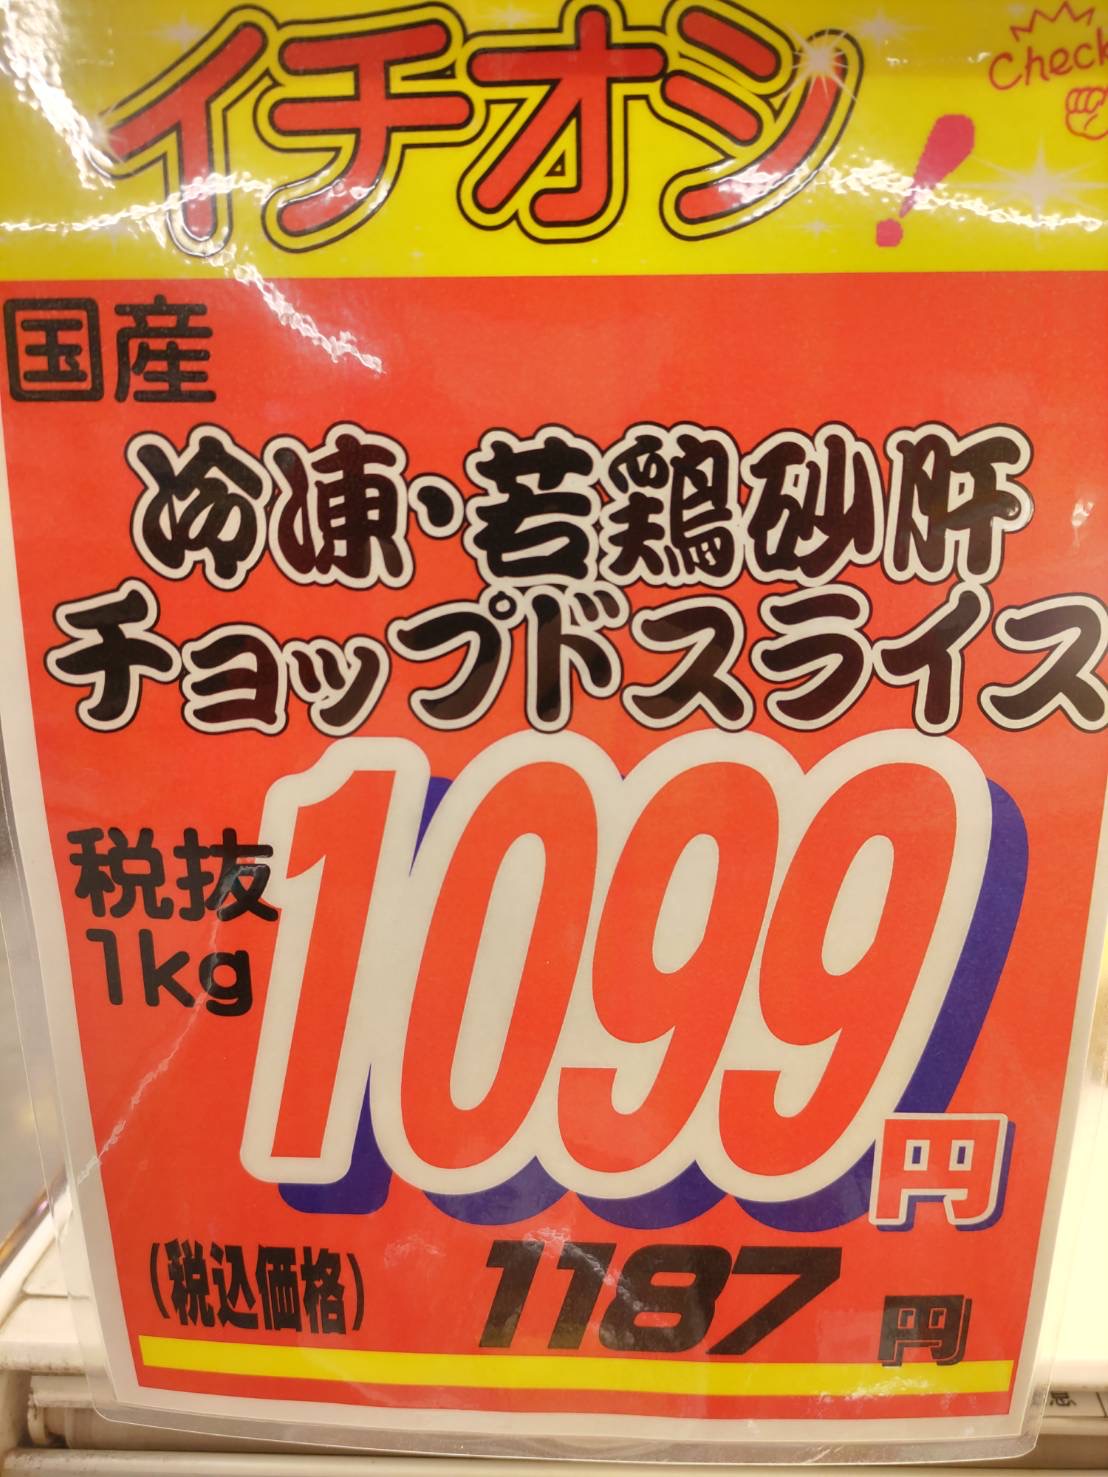 イチオシ!
Check
国産
冷凍・若鶏砂肝
チョップドスライス
税抜
1kg
1099円
(税込価格) 1187円